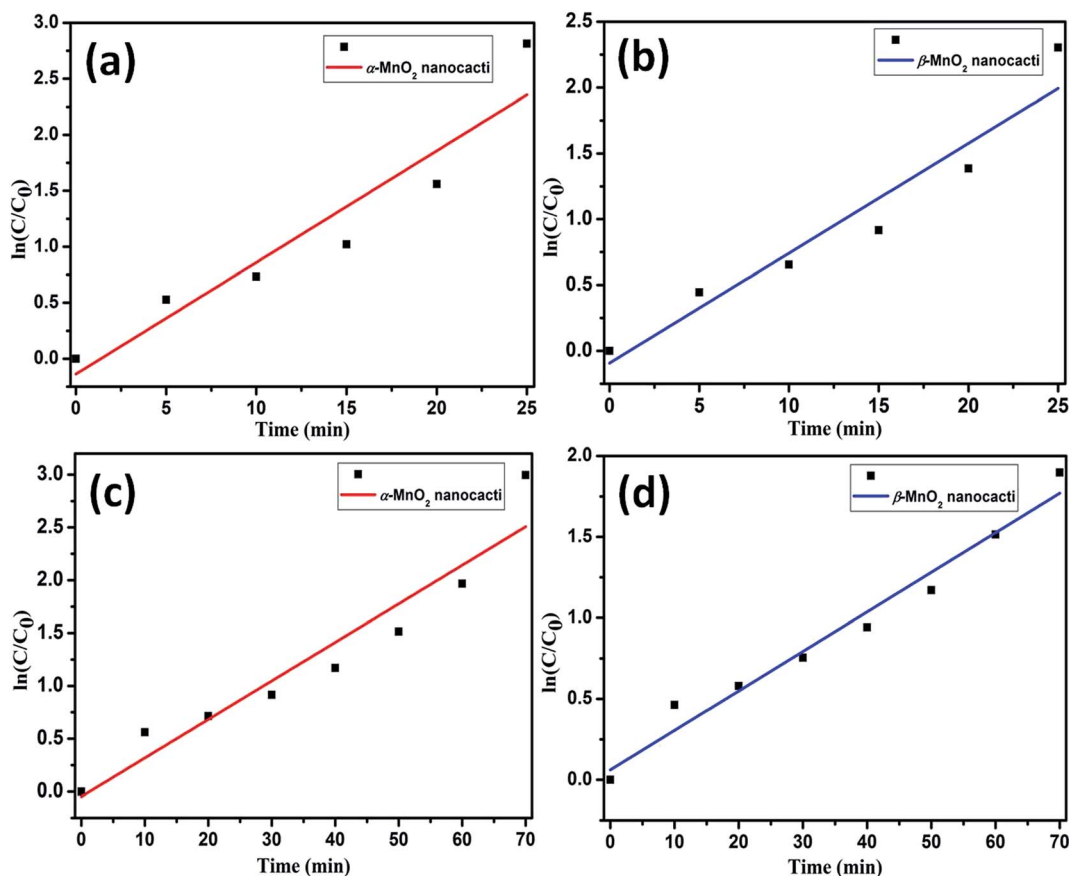 (a)
α-MnO2 nanocacti
ln(C/C0)
3.0
2.5
2.0
1.5
1.0
0.5
0.0
0 5 10 15 20 25
Time (min)
(b)
β-MnO2 nanocacti
ln(C/C0)
2.5
2.0
1.5
1.0
0.5
0.0
0 5 10 15 20 25
Time (min)
(c)
α-MnO2 nanocacti
ln(C/C0)
3.0
2.5
2.0
1.5
1.0
0.5
0.0
0 10 20 30 40 50 60 70
Time (min)
(d)
β-MnO2 nanocacti
ln(C/C0)
2.0
1.5
1.0
0.5
0.0
0 10 20 30 40 50 60 70
Time (min)